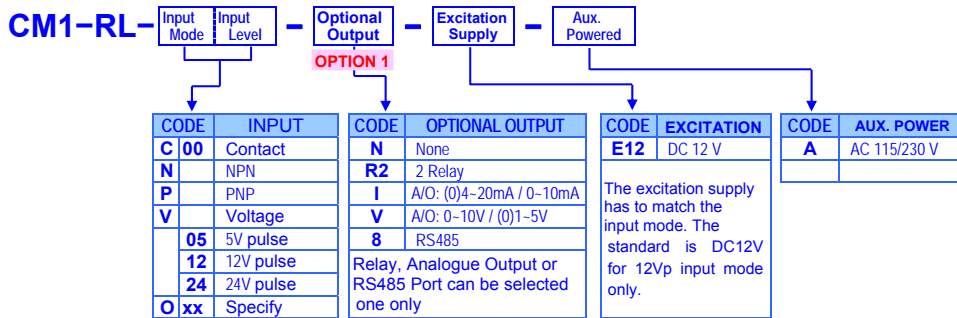 CM1-RL- Input Mode Input Level - Optional Output - Excitation Supply - Aux. Powered
OPTION 1
CODE INPUT
C 00 Contact
N NPN
P PNP
V Voltage
05 5V pulse
12 12V pulse
24 24V pulse
O xx Specify
CODE OPTIONAL OUTPUT
N None
R2 2 Relay
I A/O: (0)4~20mA / 0~10mA
V A/O: 0~10V / (0)1~5V
8 RS485
Relay, Analogue Output or
RS485 Port can be selected
one only
CODE EXCITATION
E12 DC 12 V
The excitation supply
has to match the
input mode. The
standard is DC12V
for 12Vp input mode
only.
CODE AUX. POWER
A AC 115/230 V